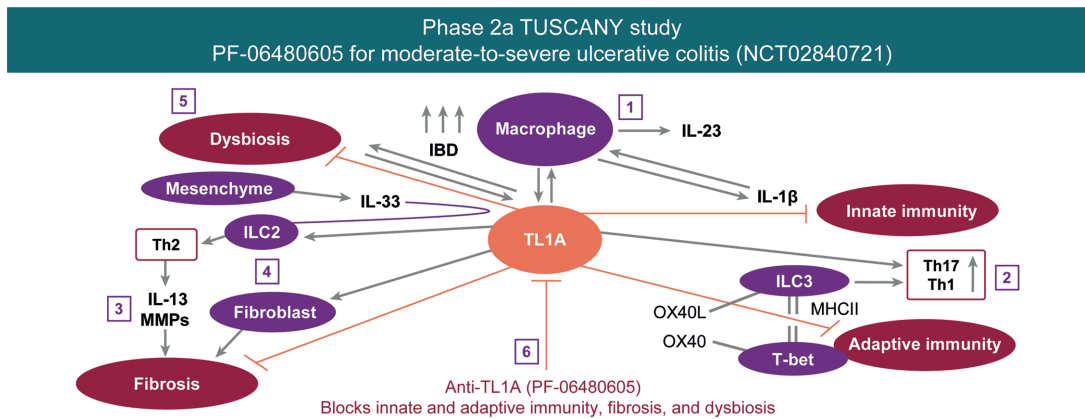 Phase 2a TUSCANY study
PF-06480605 for moderate-to-severe ulcerative colitis (NCT02840721)
5
Dysbiosis
IBD
Macrophage
1
IL-23
Mesenchyme
IL-33
IL-1β
Innate immunity
Th2
ILC2
TL1A
4
3
IL-13
MMPs
Fibroblast
Th17
Th1
2
ILC3
OX40L
MHCII
OX40
T-bet
Adaptive immunity
Fibrosis
6
Anti-TL1A (PF-06480605)
Blocks innate and adaptive immunity, fibrosis, and dysbiosis